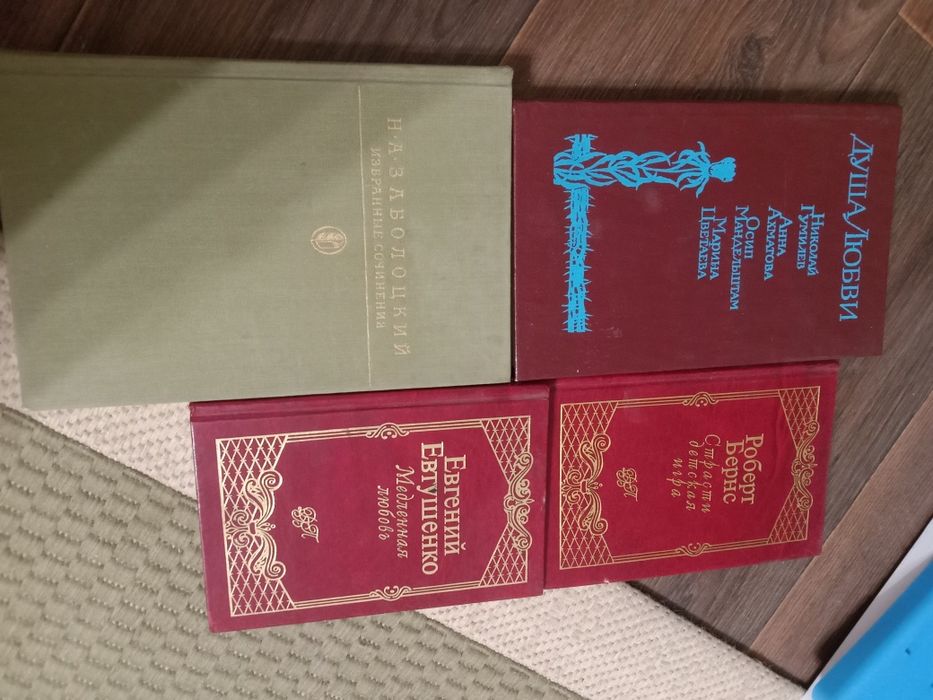 Н·А·ЗАБОЛОЦКИЙ
ИЗБРАННЫЕ·СОЧИНЕНИЯ
ДУША ЛЮБВИ
НИКОЛАЙ
ГУМИЛЕВ
АННА
АХМАТОВА
ОСИП
МАНДЕЛЬШТАМ
МАРИНА
ЦВЕТАЕВА
Евгений
Евтушенко
Медленная
любовь
Роберт
Бернс
Страсти
детская
игра